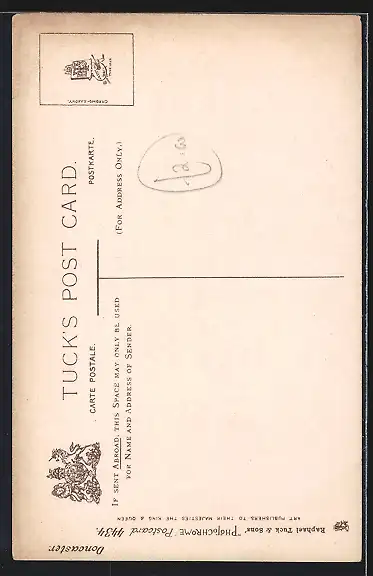 TUCK'S POST CARD.
CARTE POSTALE.
POSTKARTE.
IF SENT ABROAD, THIS SPACE MAY ONLY BE USED
FOR NAME AND ADDRESS OF SENDER.
(FOR ADDRESS ONLY.)
Raphael Tuck & Sons' "PHOTOCHROME" Postcard 4434.
ART PUBLISHERS TO THEIR MAJESTIES THE KING & QUEEN
Doncaster.